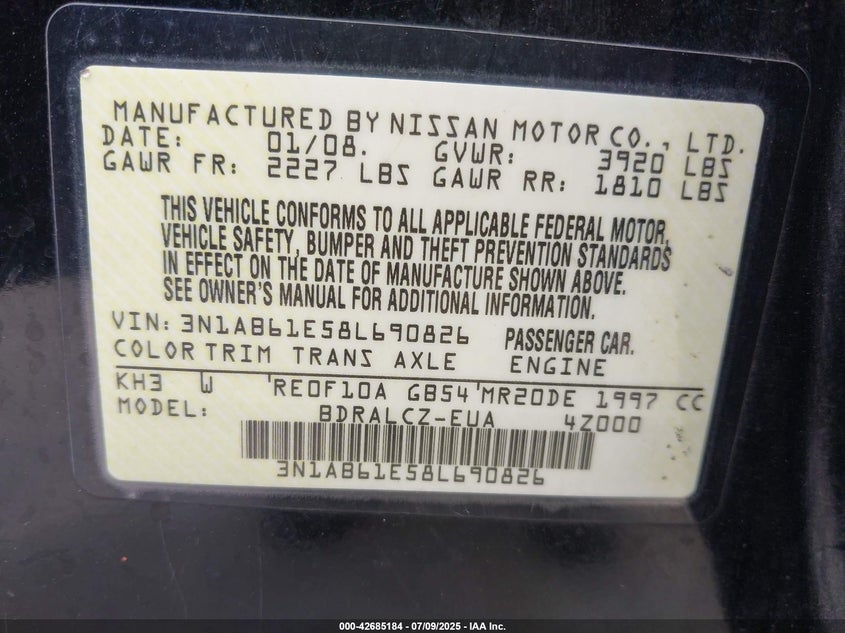 MANUFACTURED BY NISSAN MOTOR CO., LTD.
DATE: 01/08. GVWR: 3920 LBS
GAWR FR: 2227 LBS GAWR RR: 1810 LBS
THIS VEHICLE CONFORMS TO ALL APPLICABLE FEDERAL MOTOR,
VEHICLE SAFETY, BUMPER AND THEFT PREVENTION STANDARDS
IN EFFECT ON THE DATE OF MANUFACTURE SHOWN ABOVE.
SEE OWNER'S MANUAL FOR ADDITIONAL INFORMATION.
VIN: 3N1AB61E58L690826 PASSENGER CAR.
COLOR TRIM TRANS AXLE ENGINE
KH3 W 'RE0F10A GB54'MR20DE 1997 CC
MODEL: BDRALCZ-EUA 4Z000
3N1AB61E58L690826
000-42685184 / 07/09/2025 - IAA Inc.